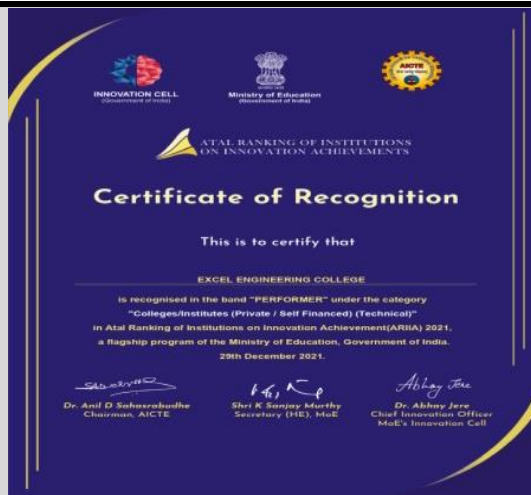 INNOVATION CELL
(Government of India)
Ministry of Education
(Government of India)
AICTE
ATAL RANKING OF INSTITUTIONS
ON INNOVATION ACHIEVEMENTS
Certificate of Recognition
This is to certify that
EXCEL ENGINEERING COLLEGE
is recognised in the band "PERFORMER" under the category
"Colleges/Institutes (Private / Self Financed) (Technical)"
in Atal Ranking of Institutions on Innovation Achievement(ARIIA) 2021,
a flagship program of the Ministry of Education, Government of India.
29th December 2021.
Abhay Jere
Dr. Anil D Sahasrabudhe
Chairman, AICTE
Shri K Sanjay Murthy
Secretary (HE), MoE
Dr. Abhay Jere
Chief Innovation Officer
MoE's Innovation Cell